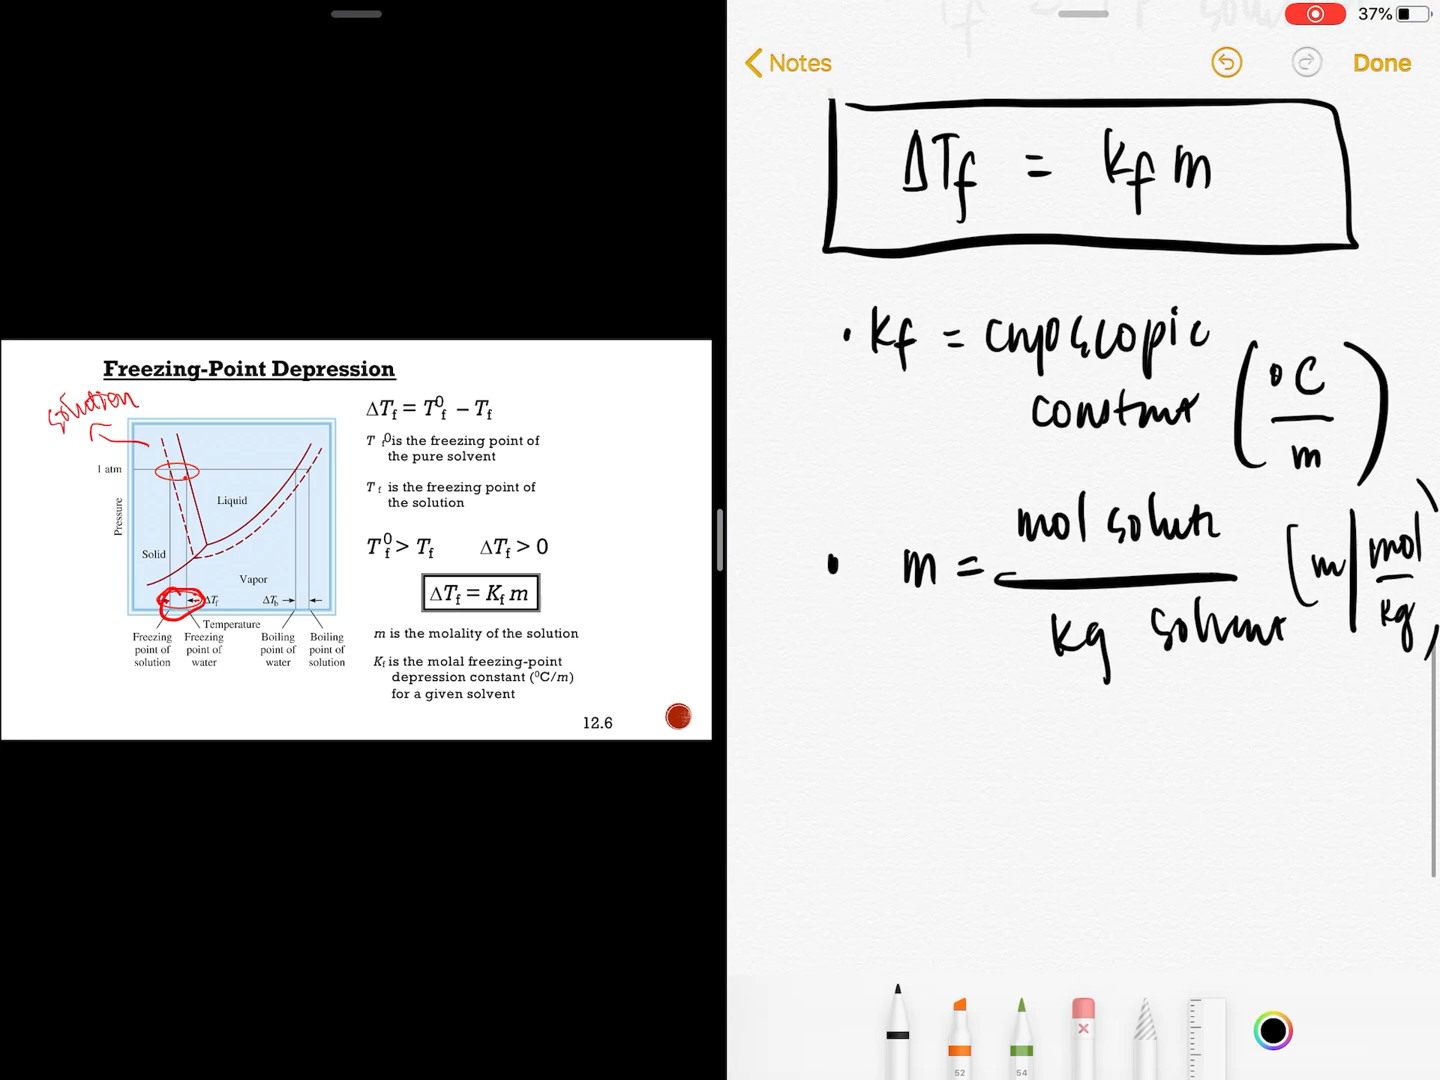 Freezing-Point Depression
solution
ΔTf = T⁰f − Tf
T f⁰ is the freezing point of
the pure solvent
T f is the freezing point of
the solution
T⁰f > Tf ΔTf > 0
ΔTf = Kf m
m is the molality of the solution
Kf is the molal freezing-point
depression constant (⁰C/m)
for a given solvent
12.6
1 atm
Pressure
Liquid
Solid
Vapor
ΔTf
ΔTb
Temperature
Freezing point of solution
Freezing point of water
Boiling point of water
Boiling point of solution
37%
Notes
Done
ΔTf = kf m
• kf = cryoscopic
constant (°C/m)
• m = mol solute / kg solvent (m | mol/kg)
52
54